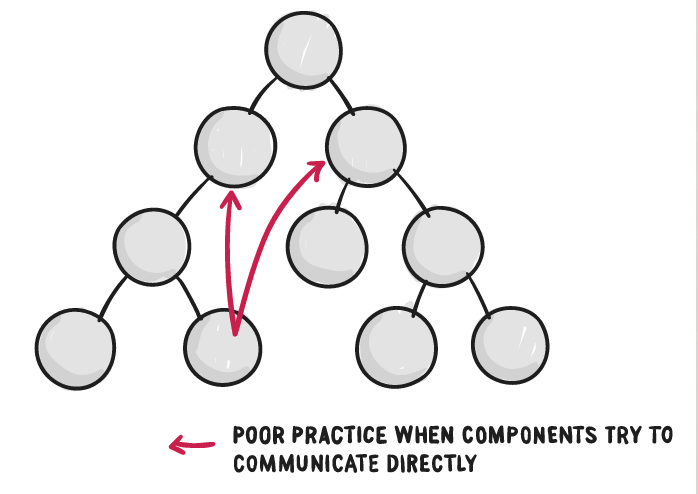 POOR PRACTICE WHEN COMPONENTS TRY TO
COMMUNICATE DIRECTLY